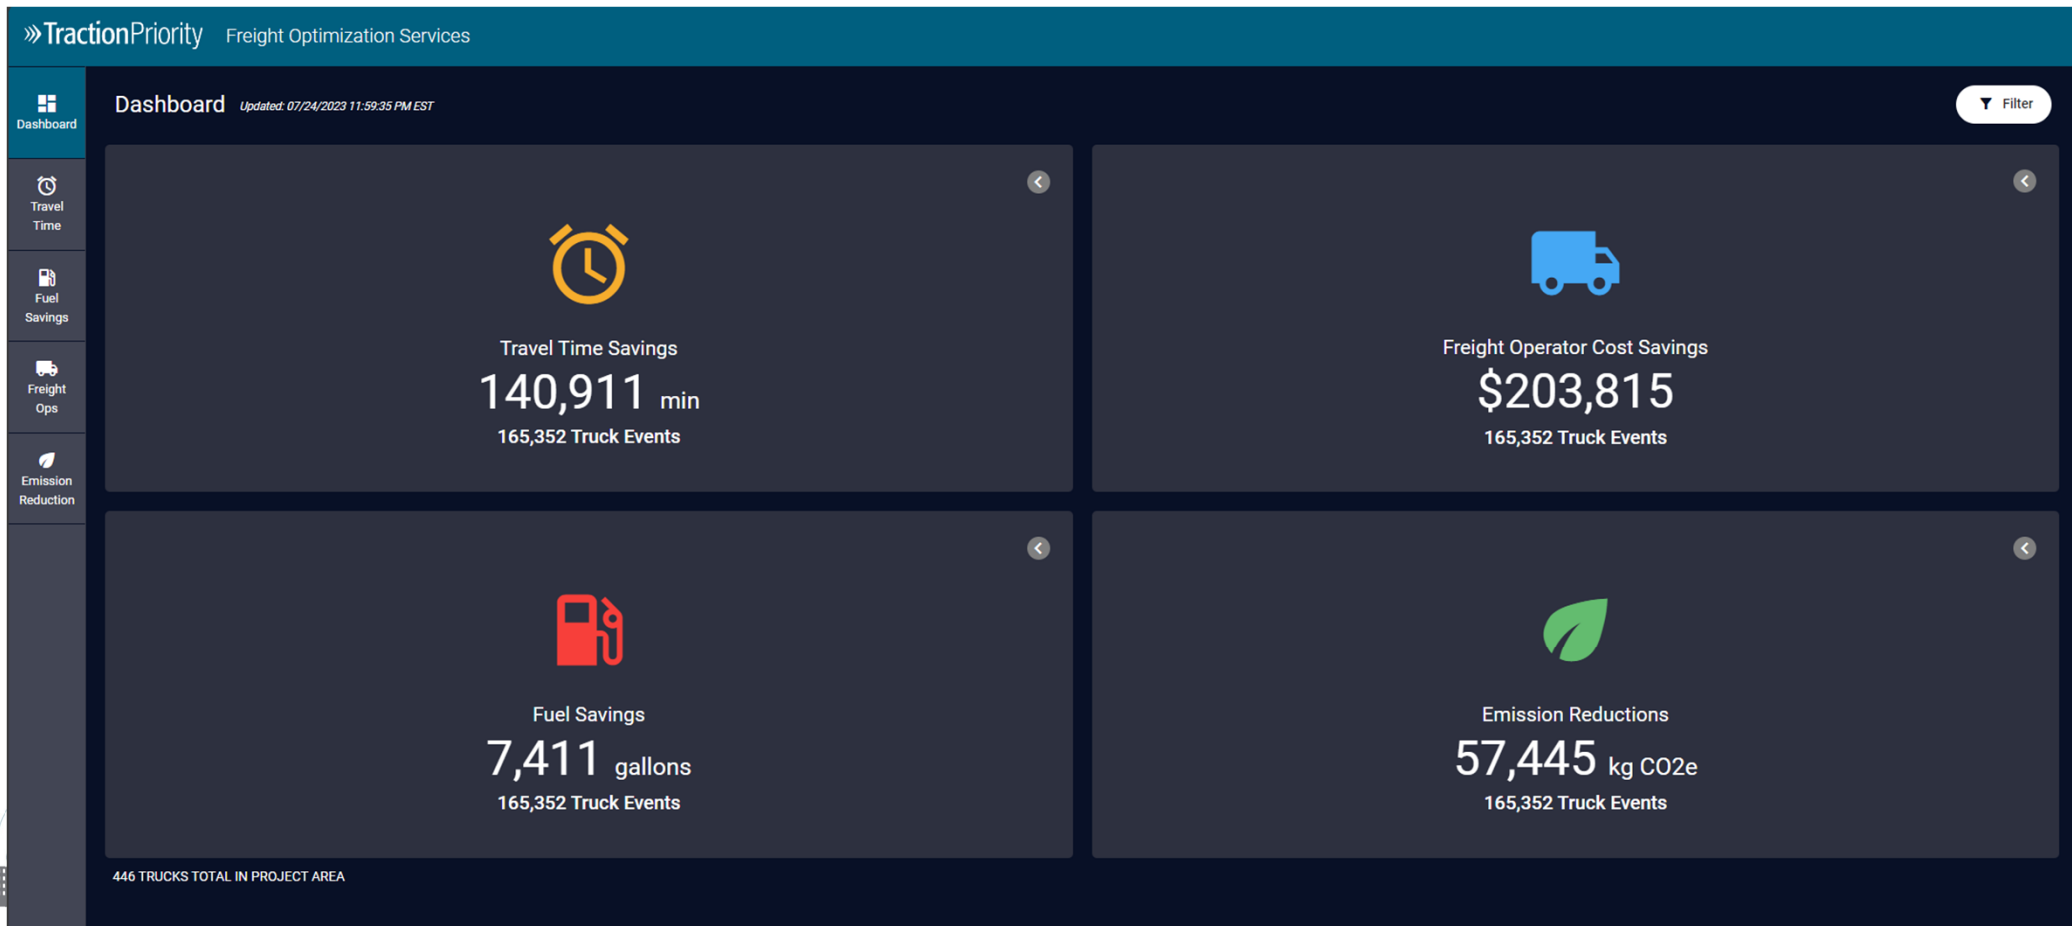 TractionPriority Freight Optimization Services
Dashboard
Travel
Time
Fuel
Savings
Freight
Ops
Emission
Reduction
Dashboard Updated: 07/24/2023 11:59:35 PM EST
Filter
Travel Time Savings
140,911 min
165,352 Truck Events
Freight Operator Cost Savings
$203,815
165,352 Truck Events
Fuel Savings
7,411 gallons
165,352 Truck Events
Emission Reductions
57,445 kg CO2e
165,352 Truck Events
446 TRUCKS TOTAL IN PROJECT AREA